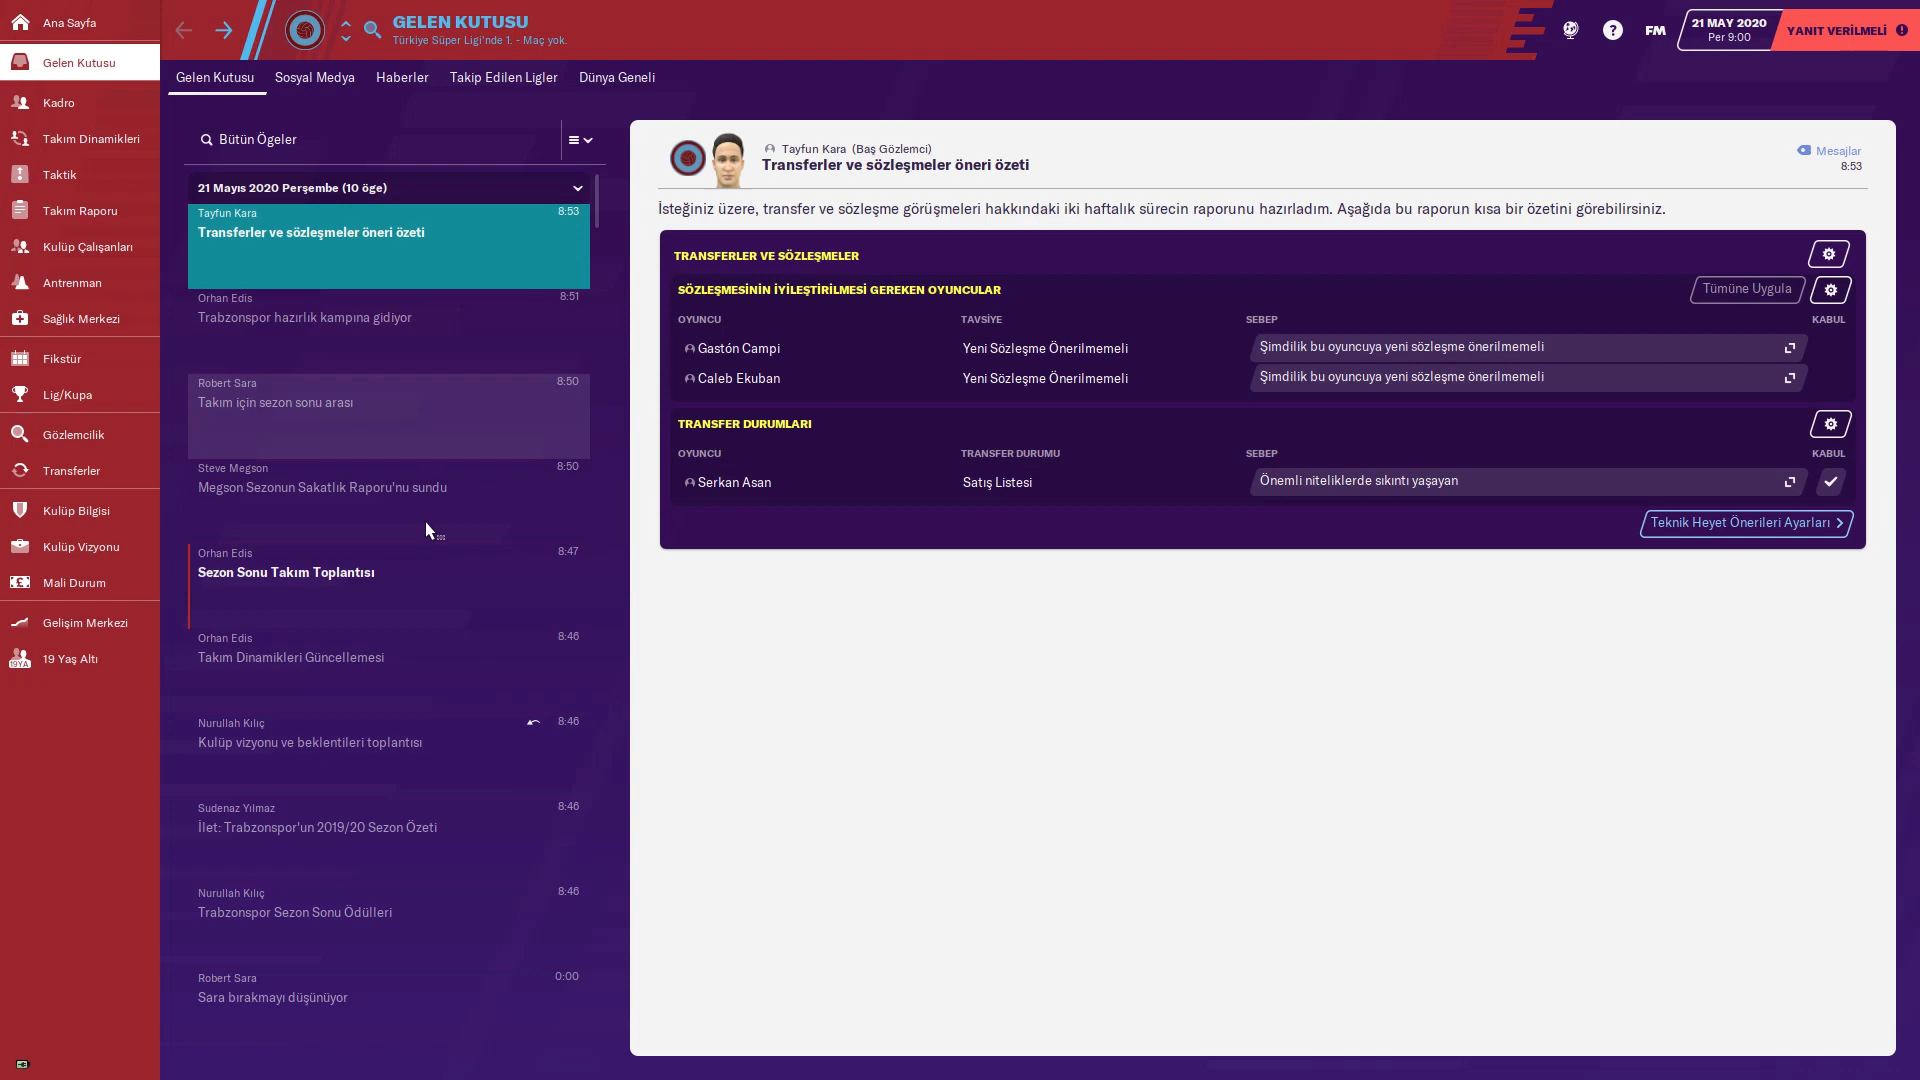 Ana Sayfa
Gelen Kutusu
Kadro
Takım Dinamikleri
Taktik
Takım Raporu
Kulüp Çalışanları
Antrenman
Sağlık Merkezi
Fikstür
Lig/Kupa
Gözlemcilik
Transferler
Kulüp Bilgisi
Kulüp Vizyonu
Mali Durum
Gelişim Merkezi
19YA
19 Yaş Altı
GELEN KUTUSU
Türkiye Süper Ligi'nde 1. - Maç yok.
?
FM
21 MAY 2020
Per 9:00
YANIT VERİLMELİ
Gelen Kutusu
Sosyal Medya
Haberler
Takip Edilen Ligler
Dünya Geneli
Bütün Ögeler
21 Mayıs 2020 Perşembe (10 öge)
Tayfun Kara 8:53
Transferler ve sözleşmeler öneri özeti
Orhan Edis 8:51
Trabzonspor hazırlık kampına gidiyor
Robert Sara 8:50
Takım için sezon sonu arası
Steve Megson 8:50
Megson Sezonun Sakatlık Raporu'nu sundu
Orhan Edis 8:47
Sezon Sonu Takım Toplantısı
Orhan Edis 8:46
Takım Dinamikleri Güncellemesi
Nurullah Kılıç 8:46
Kulüp vizyonu ve beklentileri toplantısı
Sudenaz Yılmaz 8:46
İlet: Trabzonspor'un 2019/20 Sezon Özeti
Nurullah Kılıç 8:46
Trabzonspor Sezon Sonu Ödülleri
Robert Sara 0:00
Sara bırakmayı düşünüyor
Tayfun Kara (Baş Gözlemci)
Transferler ve sözleşmeler öneri özeti
Mesajlar
8:53
İsteğiniz üzere, transfer ve sözleşme görüşmeleri hakkındaki iki haftalık sürecin raporunu hazırladım. Aşağıda bu raporun kısa bir özetini görebilirsiniz.
TRANSFERLER VE SÖZLEŞMELER
SÖZLEŞMESİNİN İYİLEŞTİRİLMESİ GEREKEN OYUNCULAR
Tümüne Uygula
OYUNCU TAVSİYE SEBEP KABUL
Gastón Campi Yeni Sözleşme Önerilmemeli Şimdilik bu oyuncuya yeni sözleşme önerilmemeli
Caleb Ekuban Yeni Sözleşme Önerilmemeli Şimdilik bu oyuncuya yeni sözleşme önerilmemeli
TRANSFER DURUMLARI
OYUNCU TRANSFER DURUMU SEBEP KABUL
Serkan Asan Satış Listesi Önemli niteliklerde sıkıntı yaşayan
Teknik Heyet Önerileri Ayarları